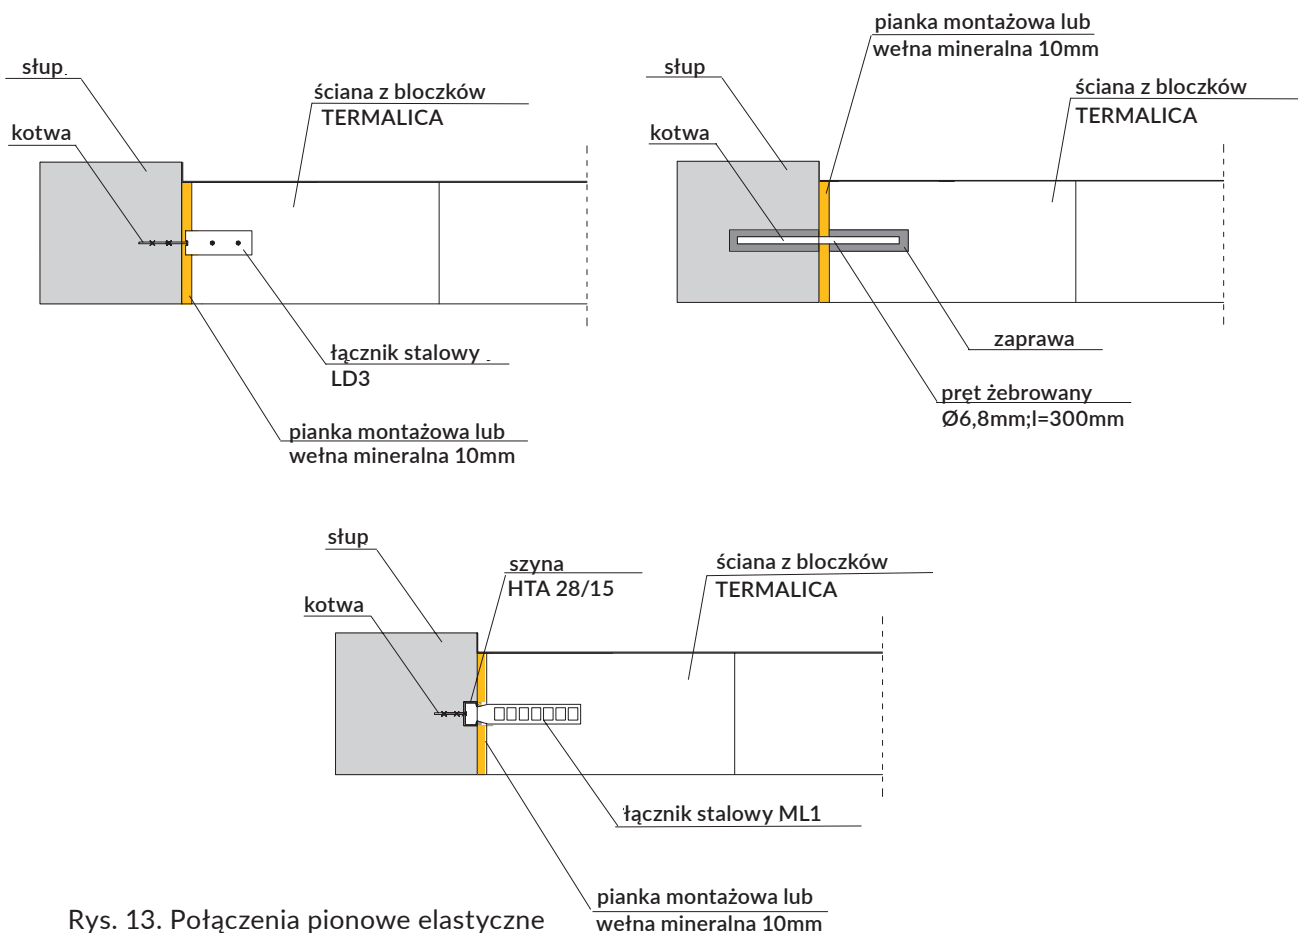 słup
kotwa
ściana z bloczków
TERMALICA
łącznik stalowy
LD3
pianka montażowa lub
wełna mineralna 10mm
pianka montażowa lub
wełna mineralna 10mm
słup
kotwa
ściana z bloczków
TERMALICA
zaprawa
pręt żebrowany
Ø6,8mm;l=300mm
słup
kotwa
szyna
HTA 28/15
ściana z bloczków
TERMALICA
łącznik stalowy ML1
pianka montażowa lub
wełna mineralna 10mm
Rys. 13. Połączenia pionowe elastyczne